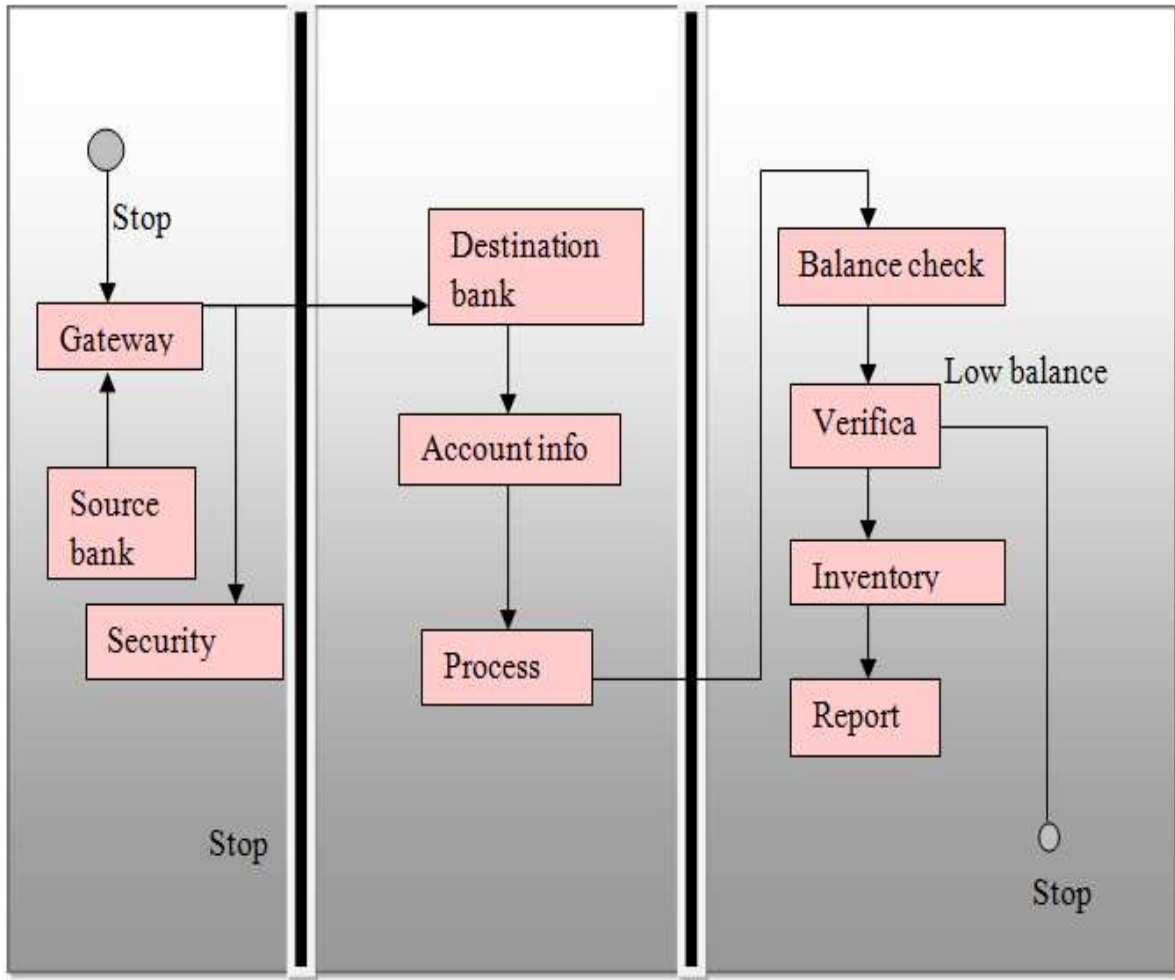 Stop
Gateway
Source
bank
Security
Stop
Destination
bank
Account info
Process
Balance check
Low balance
Verifica
Inventory
Report
Stop